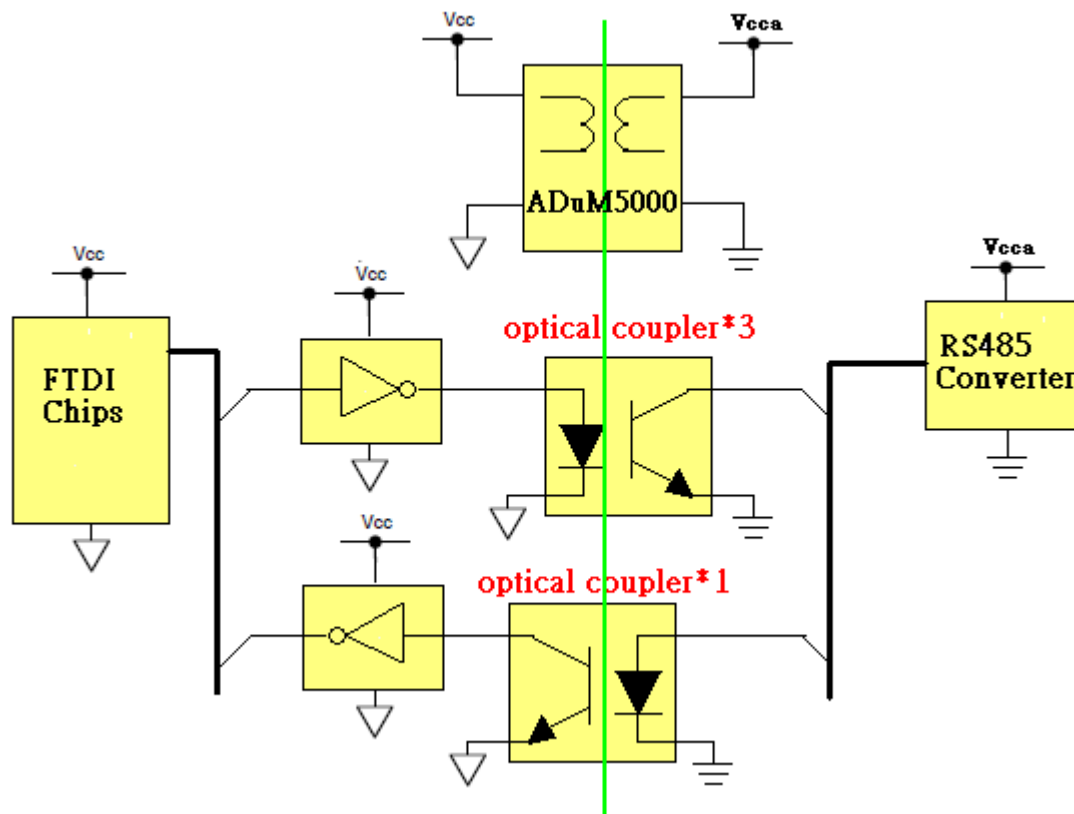 Vcc
Vcca
ADuM5000
Vcc
Vcc
Vcca
optical coupler*3
FTDI
Chips
RS485
Converter
Vcc
optical coupler*1